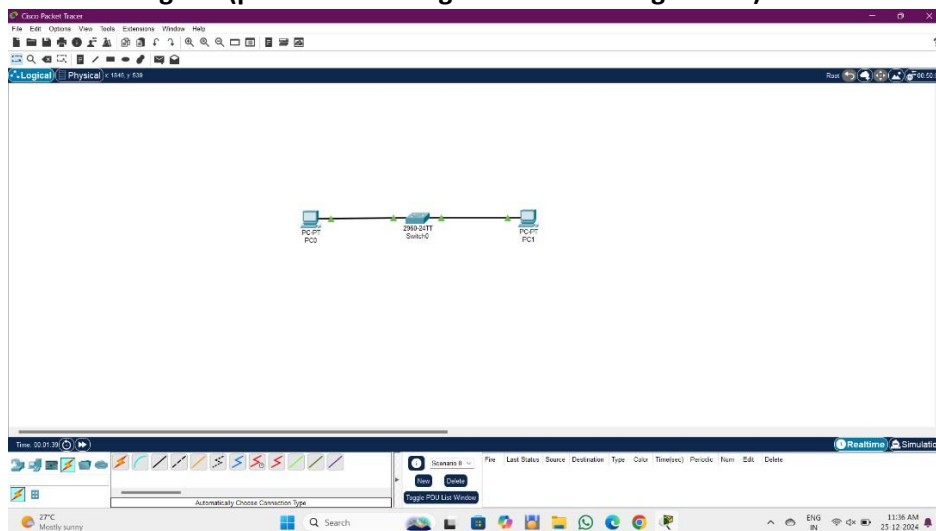 Cisco Packet Tracer
File Edit Options View Tools Extensions Window Help
Logical Physical x: 1845, y: 539
Root
PC-PT
PC0
2960-24TT
Switch0
PC-PT
PC1
Time: 00:01:39
Realtime Simulatio
Scenario 0
New Delete
Toggle PDU List Window
Fire Last Status Source Destination Type Color Time(sec) Periodic Num Edit Delete
Automatically Choose Connection Type
27°C
Mostly sunny
Search
ENG
IN
11:36 AM
25-12-2024